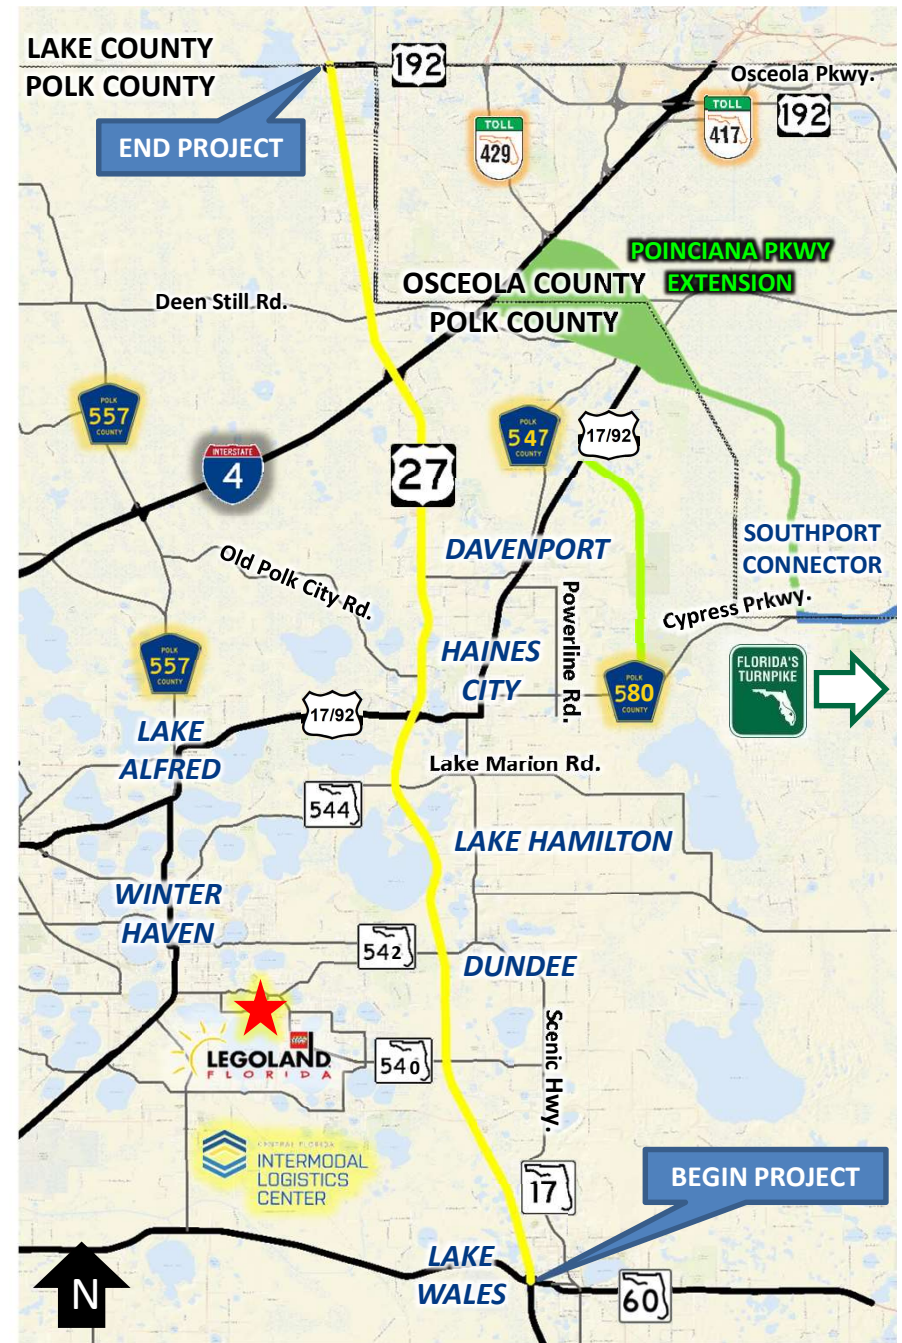 LAKE COUNTY
POLK COUNTY
192
Osceola Pkwy.
TOLL
429
TOLL
417
192
END PROJECT
POINCIANA PKWY
EXTENSION
OSCEOLA COUNTY
POLK COUNTY
Deen Still Rd.
POLK
557
COUNTY
POLK
547
COUNTY
17/92
INTERSTATE
4
27
DAVENPORT
SOUTHPORT
CONNECTOR
Old Polk City Rd.
Powerline Rd.
Cypress Prkwy.
POLK
557
COUNTY
HAINES
CITY
POLK
580
COUNTY
FLORIDA'S
TURNPIKE
17/92
LAKE
ALFRED
Lake Marion Rd.
544
LAKE HAMILTON
WINTER
HAVEN
542
DUNDEE
Scenic Hwy.
LEGO
LEGOLAND
FLORIDA
540
CENTRAL FLORIDA
INTERMODAL
LOGISTICS
CENTER
17
BEGIN PROJECT
LAKE
WALES
60
N